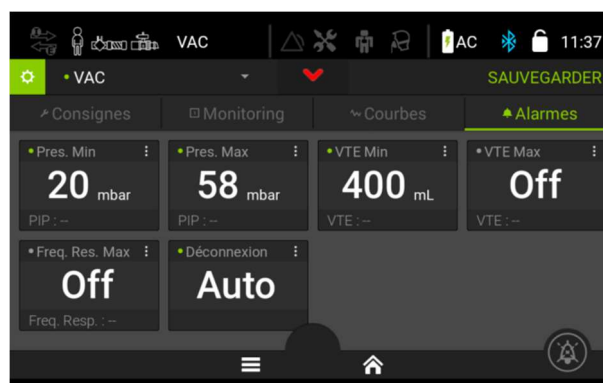 VAC AC 11:37
• VAC SAUVEGARDER
Consignes Monitoring Courbes Alarmes
Pres. Min Pres. Max VTE Min VTE Max
20 mbar 58 mbar 400 mL Off
PIP : -- PIP : -- VTE : -- VTE : --
Freq. Res. Max Déconnexion
Off Auto
Freq. Resp. : --